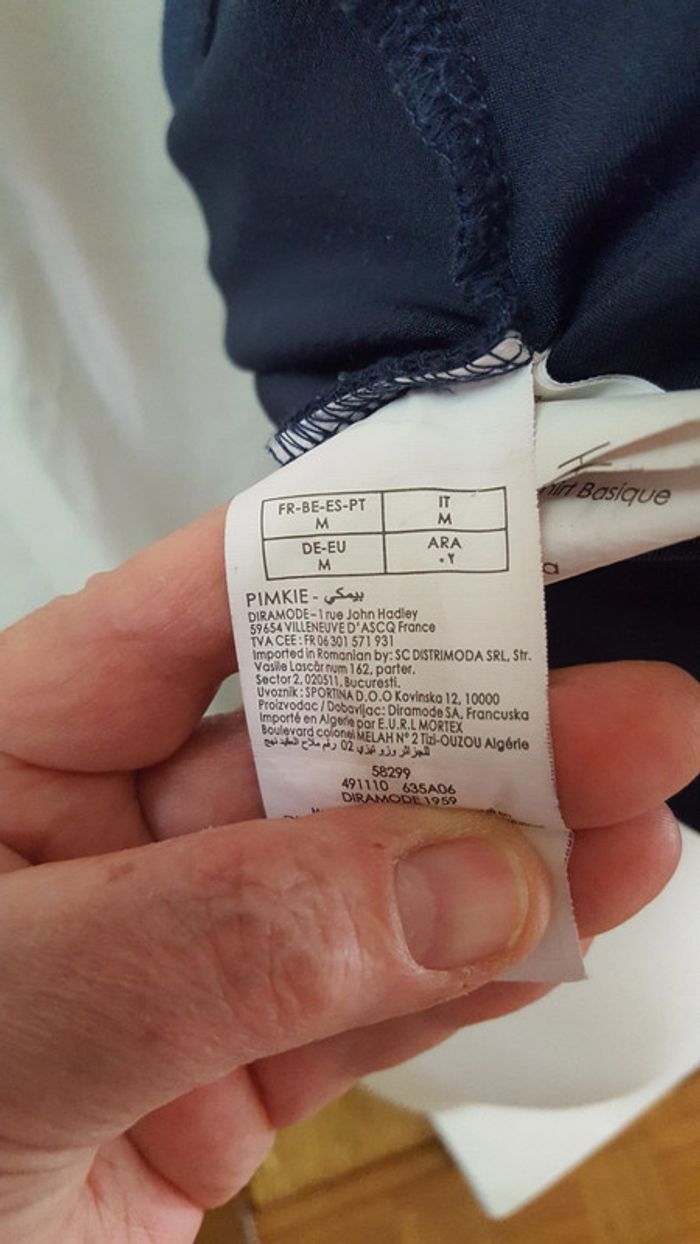 FR-BE-ES-PT IT
M M
DE-EU ARA
M ٠٢
PIMKIE - بيمكي
DIRAMODE-1 rue John Hadley
59654 VILLENEUVE D'ASCQ France
TVA CEE : FR 06 301 571 931
Imported in Romanian by: SC DISTRIMODA SRL, Str.
Vasile Lascăr num 162, parter.
Sector 2, 020511, Bucuresti.
Uvoznik : SPORTINA D.O.O Kovinska 12, 10000
Proizvodac / Dobavljac: Diramode SA, Francuska
Importé en Algerie par E.U.R.L MORTEX
Boulevard colonel MELAH N° 2 Tizi-OUZOU Algérie
58299
491110 635A06
DIRAMODE 1959
Basique